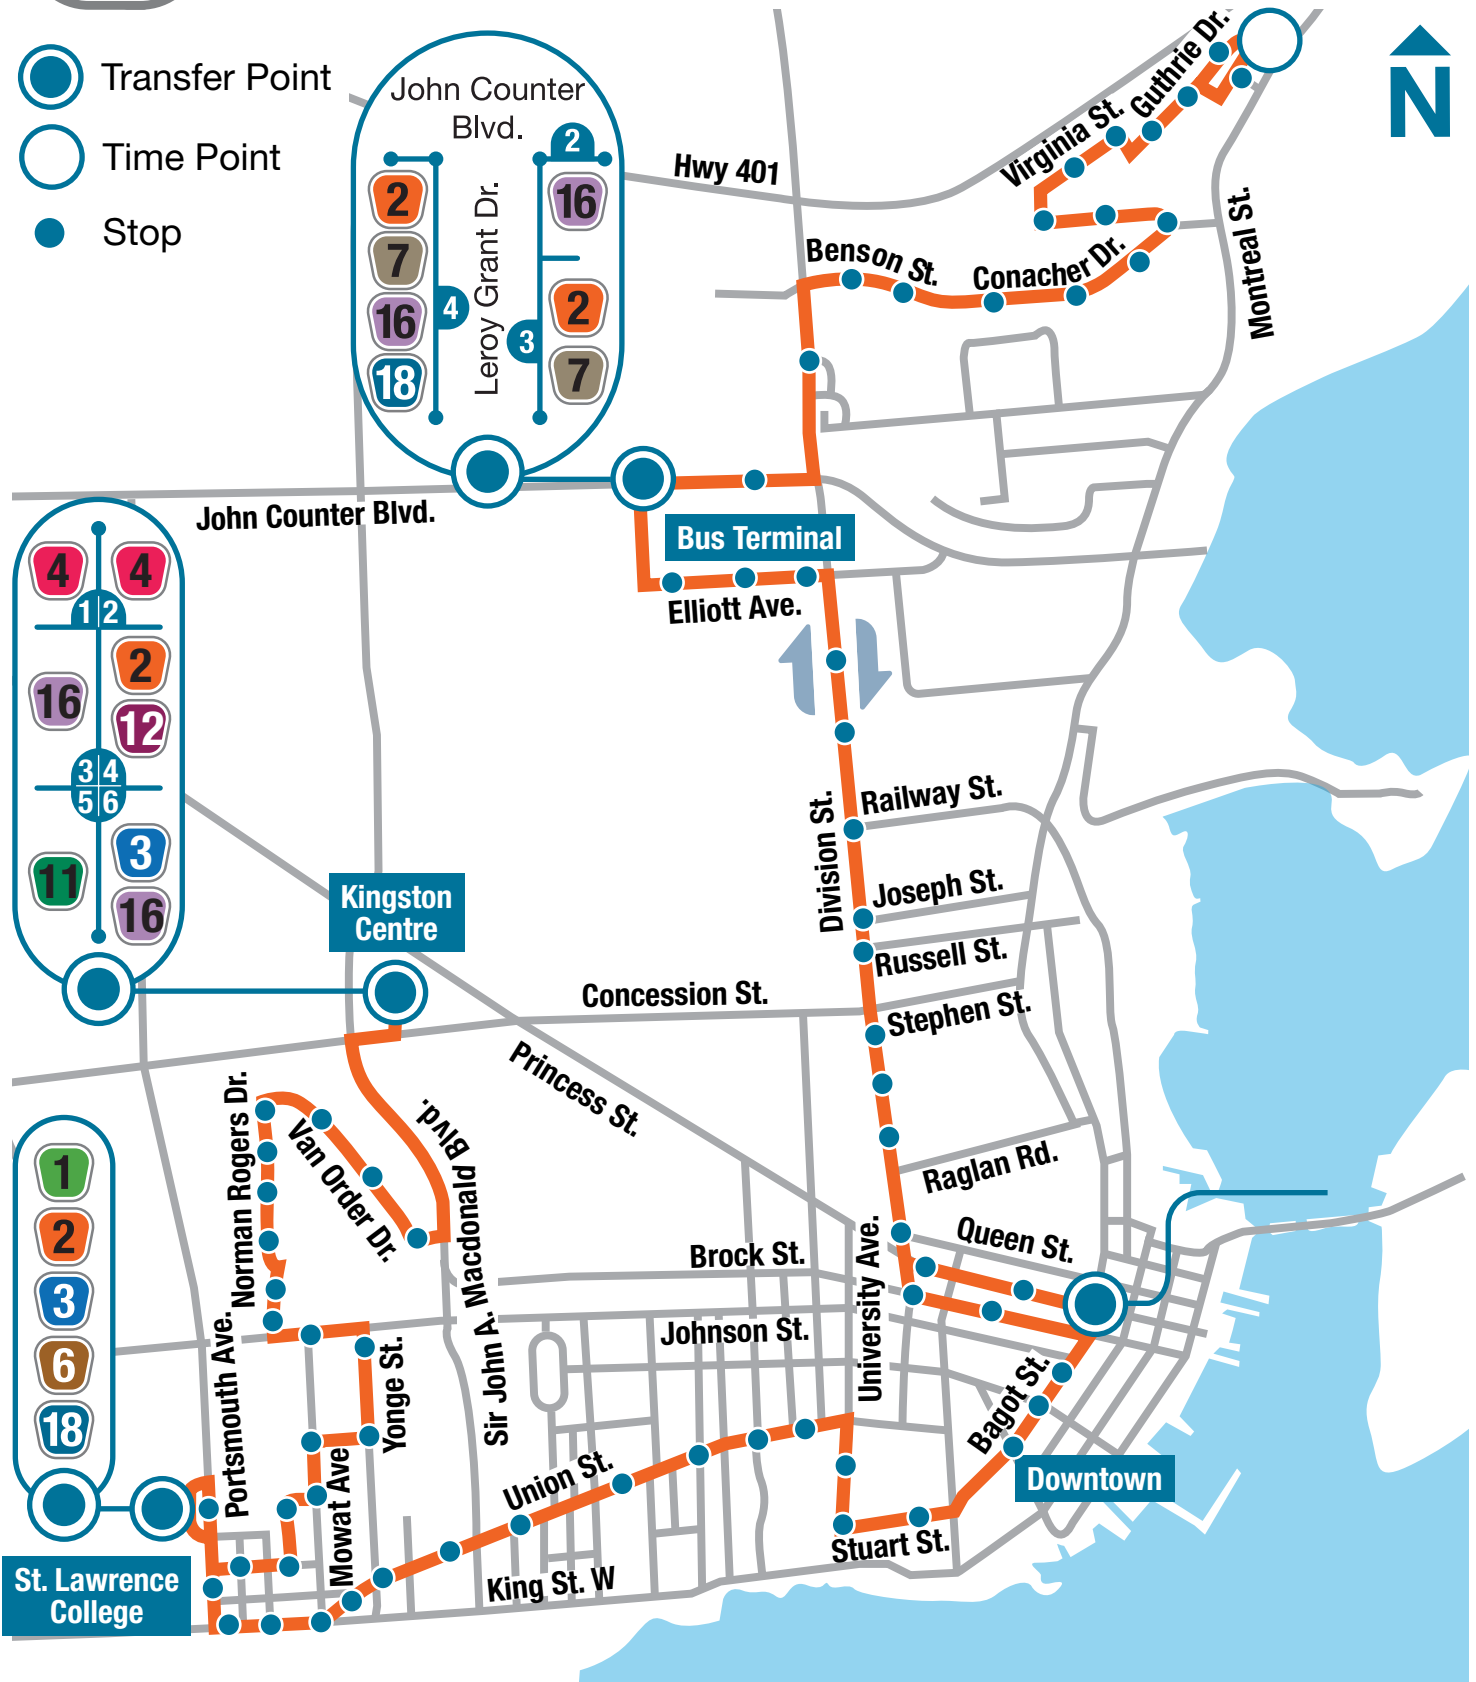 Transfer Point
Time Point
Stop
John Counter
Blvd.
Leroy Grant Dr.
2
7
16
18
4
2
16
3
2
7
N
Guthrie Dr.
Virginia St.
Hwy 401
Montreal St.
Benson St.
Conacher Dr.
John Counter Blvd.
Bus Terminal
Elliott Ave.
4
4
1 2
16
2
12
3 4
5 6
11
3
16
Kingston
Centre
Division St.
Railway St.
Joseph St.
Russell St.
Concession St.
Stephen St.
Princess St.
Raglan Rd.
Norman Rogers Dr.
Van Order Dr.
Sir John A. Macdonald Blvd.
Queen St.
Brock St.
University Ave.
Johnson St.
1
2
3
6
18
Portsmouth Ave.
Yonge St.
Mowat Ave
Bagot St.
Union St.
Downtown
Stuart St.
King St. W
St. Lawrence
College